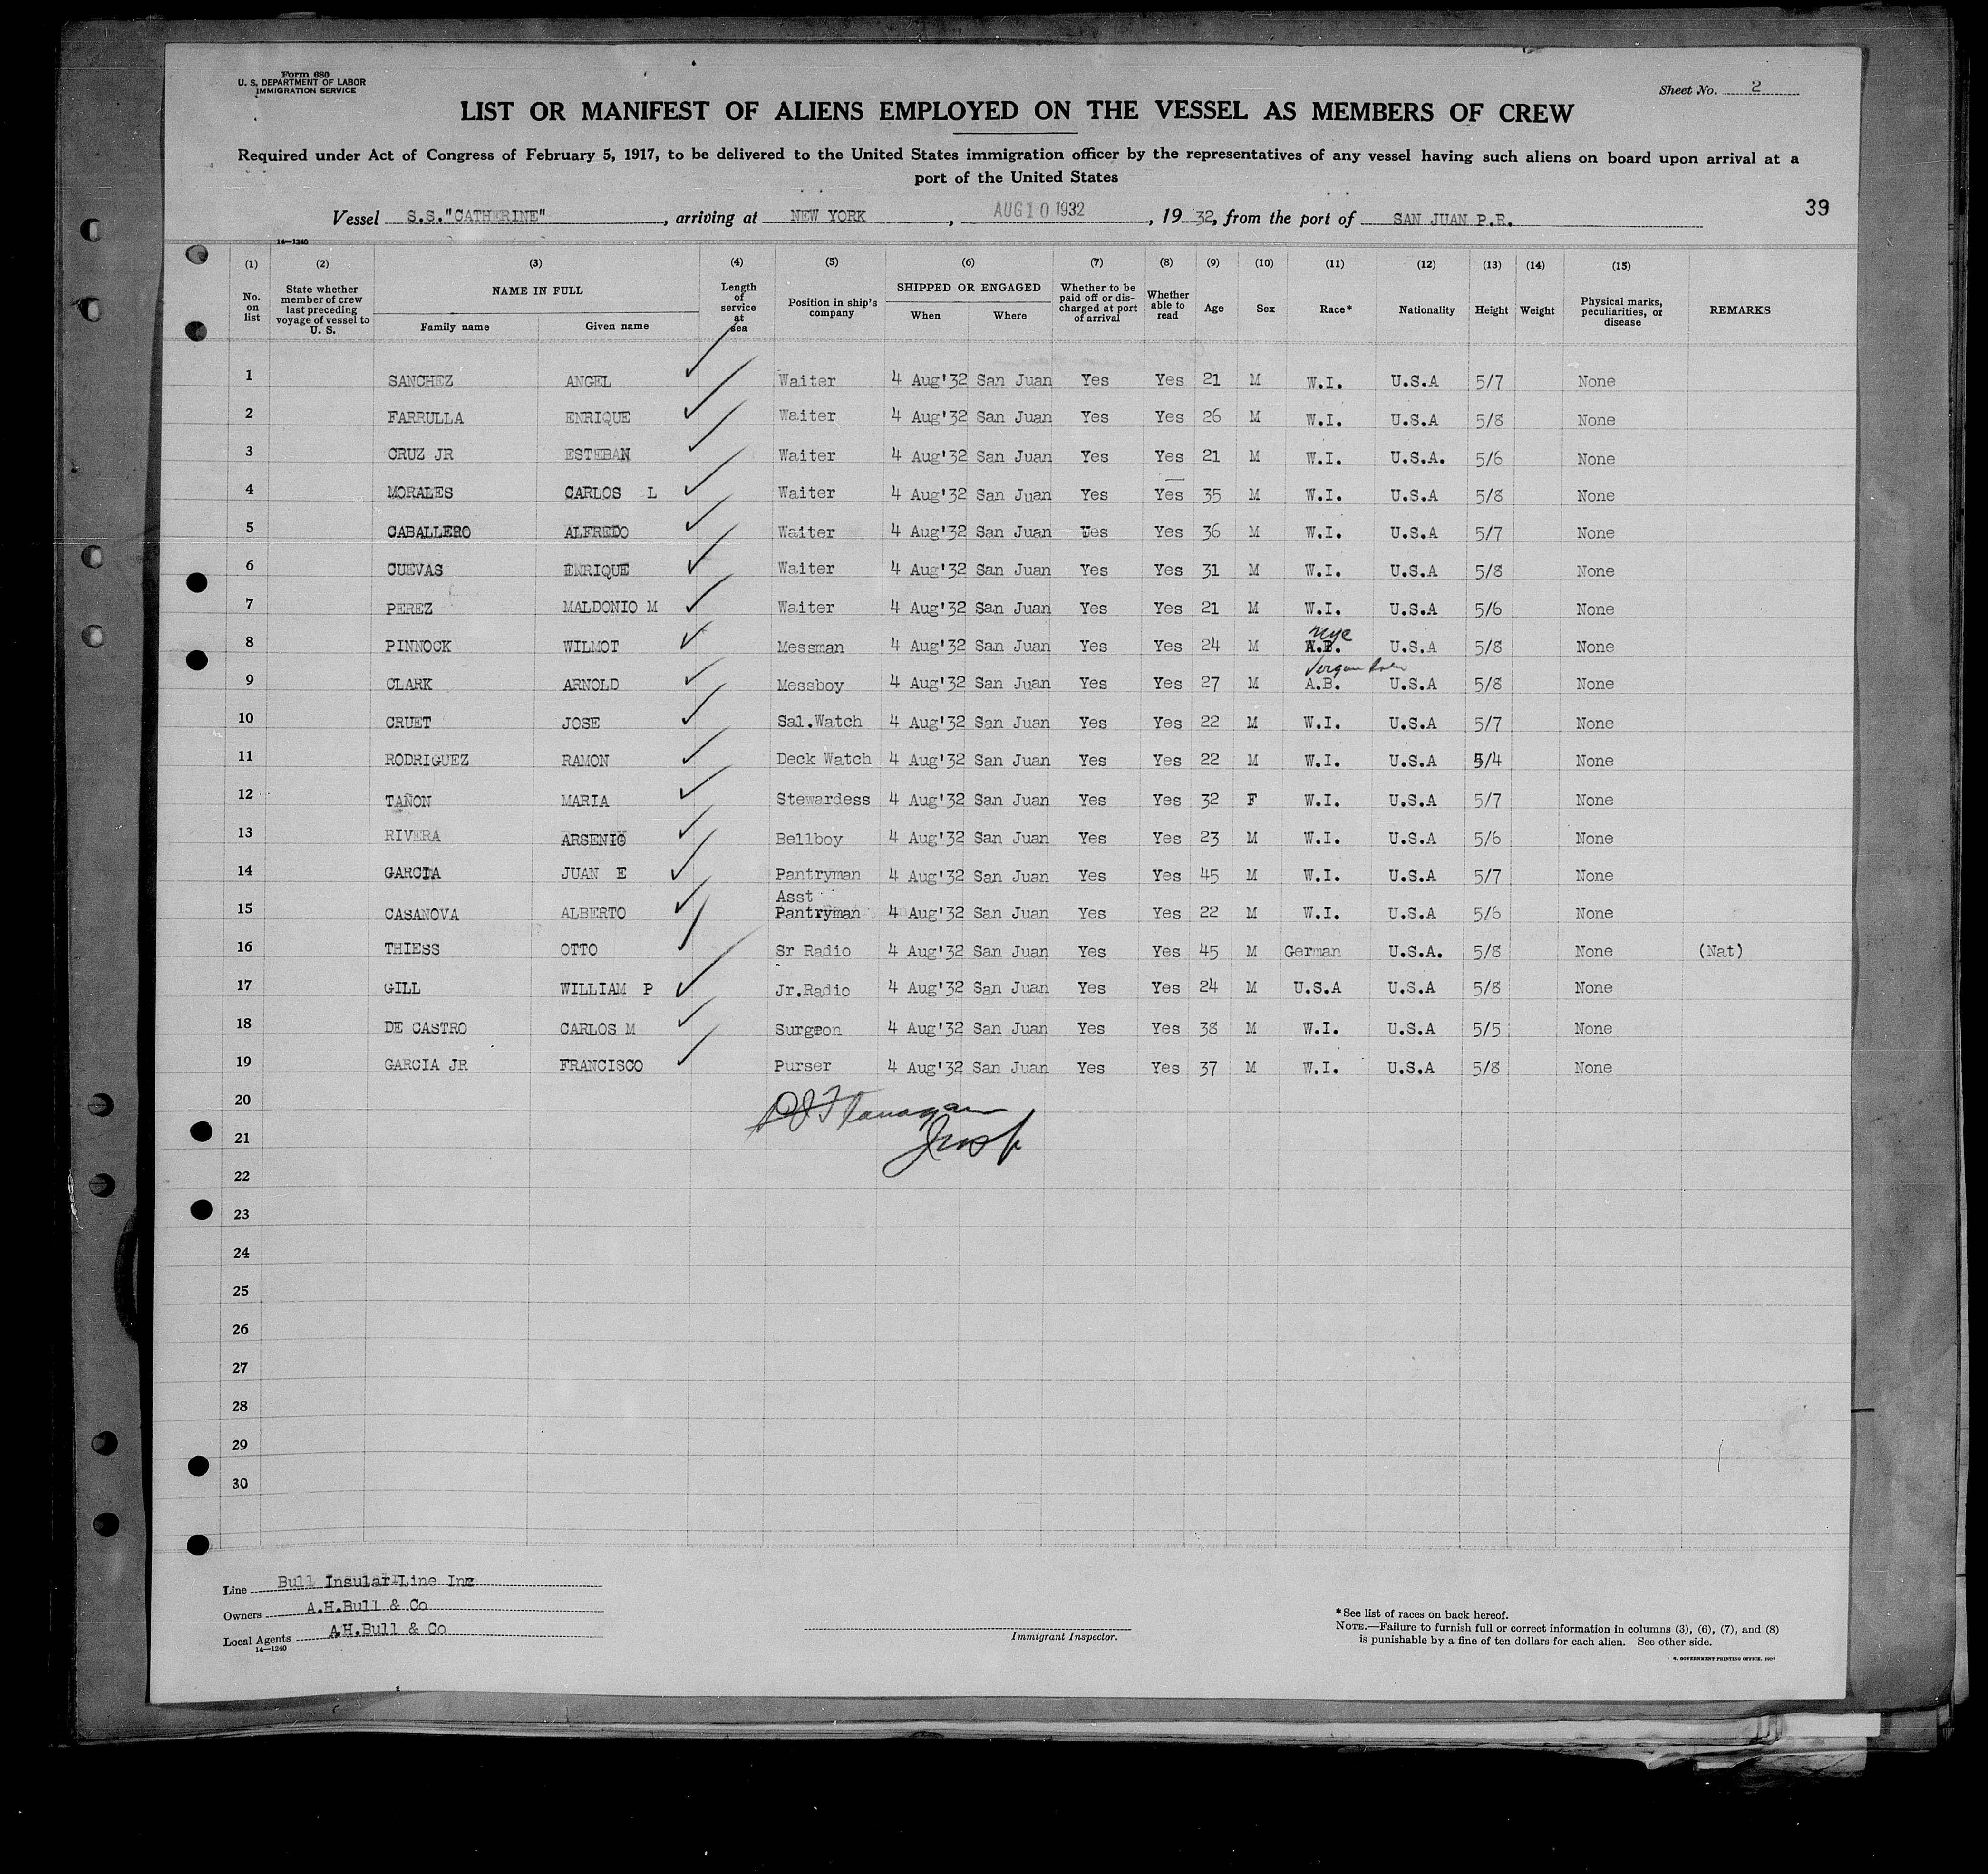 Form 680
U. S. DEPARTMENT OF LABOR
IMMIGRATION SERVICE
Sheet No. 2
LIST OR MANIFEST OF ALIENS EMPLOYED ON THE VESSEL AS MEMBERS OF CREW
Required under Act of Congress of February 5, 1917, to be delivered to the United States immigration officer by the representatives of any vessel having such aliens on board upon arrival at a
port of the United States
Vessel S.S."CATHERINE", arriving at NEW YORK, AUG 10 1932, 19 32, from the port of SAN JUAN P.R.
39
14—1240
(1) (2) (3) (4) (5) (6) (7) (8) (9) (10) (11) (12) (13) (14) (15)
No. on list
State whether member of crew last preceding voyage of vessel to U. S.
NAME IN FULL
Family name Given name
Length of service at sea
Position in ship's company
SHIPPED OR ENGAGED
When Where
Whether to be paid off or discharged at port of arrival
Whether able to read
Age Sex Race* Nationality Height Weight
Physical marks, peculiarities, or disease
REMARKS
1 SANCHEZ ANGEL ✓ Waiter 4 Aug'32 San Juan Yes Yes 21 M W.I. U.S.A 5/7 None
2 FARRULLA ENRIQUE ✓ Waiter 4 Aug'32 San Juan Yes Yes 26 M W.I. U.S.A 5/8 None
3 CRUZ JR ESTEBAN ✓ Waiter 4 Aug'32 San Juan Yes Yes 21 M W.I. U.S.A. 5/6 None
4 MORALES CARLOS L ✓ Waiter 4 Aug'32 San Juan Yes Yes 35 M W.I. U.S.A 5/8 None
5 CABALLERO ALFREDO ✓ Waiter 4 Aug'32 San Juan Yes Yes 36 M W.I. U.S.A 5/7 None
6 CUEVAS ENRIQUE ✓ Waiter 4 Aug'32 San Juan Yes Yes 31 M W.I. U.S.A 5/8 None
7 PEREZ MALDONIO M ✓ Waiter 4 Aug'32 San Juan Yes Yes 21 M W.I. U.S.A 5/6 None
8 PINNOCK WILMOT ✓ Messman 4 Aug'32 San Juan Yes Yes 24 M U.S.A 5/8 None
9 CLARK ARNOLD ✓ Messboy 4 Aug'32 San Juan Yes Yes 27 M A.B. U.S.A 5/8 None
10 CRUET JOSE ✓ Sal.Watch 4 Aug'32 San Juan Yes Yes 22 M W.I. U.S.A 5/7 None
11 RODRIGUEZ RAMON ✓ Deck Watch 4 Aug'32 San Juan Yes Yes 22 M W.I. U.S.A 5/4 None
12 TAÑON MARIA ✓ Stewardess 4 Aug'32 San Juan Yes Yes 32 F W.I. U.S.A 5/7 None
13 RIVERA ARSENIO ✓ Bellboy 4 Aug'32 San Juan Yes Yes 23 M W.I. U.S.A 5/6 None
14 GARCIA JUAN E ✓ Pantryman 4 Aug'32 San Juan Yes Yes 45 M W.I. U.S.A 5/7 None
15 CASANOVA ALBERTO ✓ Asst Pantryman 4 Aug'32 San Juan Yes Yes 22 M W.I. U.S.A 5/6 None
16 THIESS OTTO ✓ Sr Radio 4 Aug'32 San Juan Yes Yes 45 M German U.S.A. 5/8 None (Nat)
17 GILL WILLIAM P ✓ Jr.Radio 4 Aug'32 San Juan Yes Yes 24 M U.S.A U.S.A 5/8 None
18 DE CASTRO CARLOS M ✓ Surgeon 4 Aug'32 San Juan Yes Yes 38 M W.I. U.S.A 5/5 None
19 GARCIA JR FRANCISCO ✓ Purser 4 Aug'32 San Juan Yes Yes 37 M W.I. U.S.A 5/8 None
20
Flanagan
21
Insp
22
23
24
25
26
27
28
29
30
Line Bull Insular Line Inc
Owners A.H.Bull & Co
Local Agents A.H.Bull & Co
14—1240
Immigrant Inspector.
*See list of races on back hereof.
NOTE.—Failure to furnish full or correct information in columns (3), (6), (7), and (8)
is punishable by a fine of ten dollars for each alien. See other side.
GOVERNMENT PRINTING OFFICE